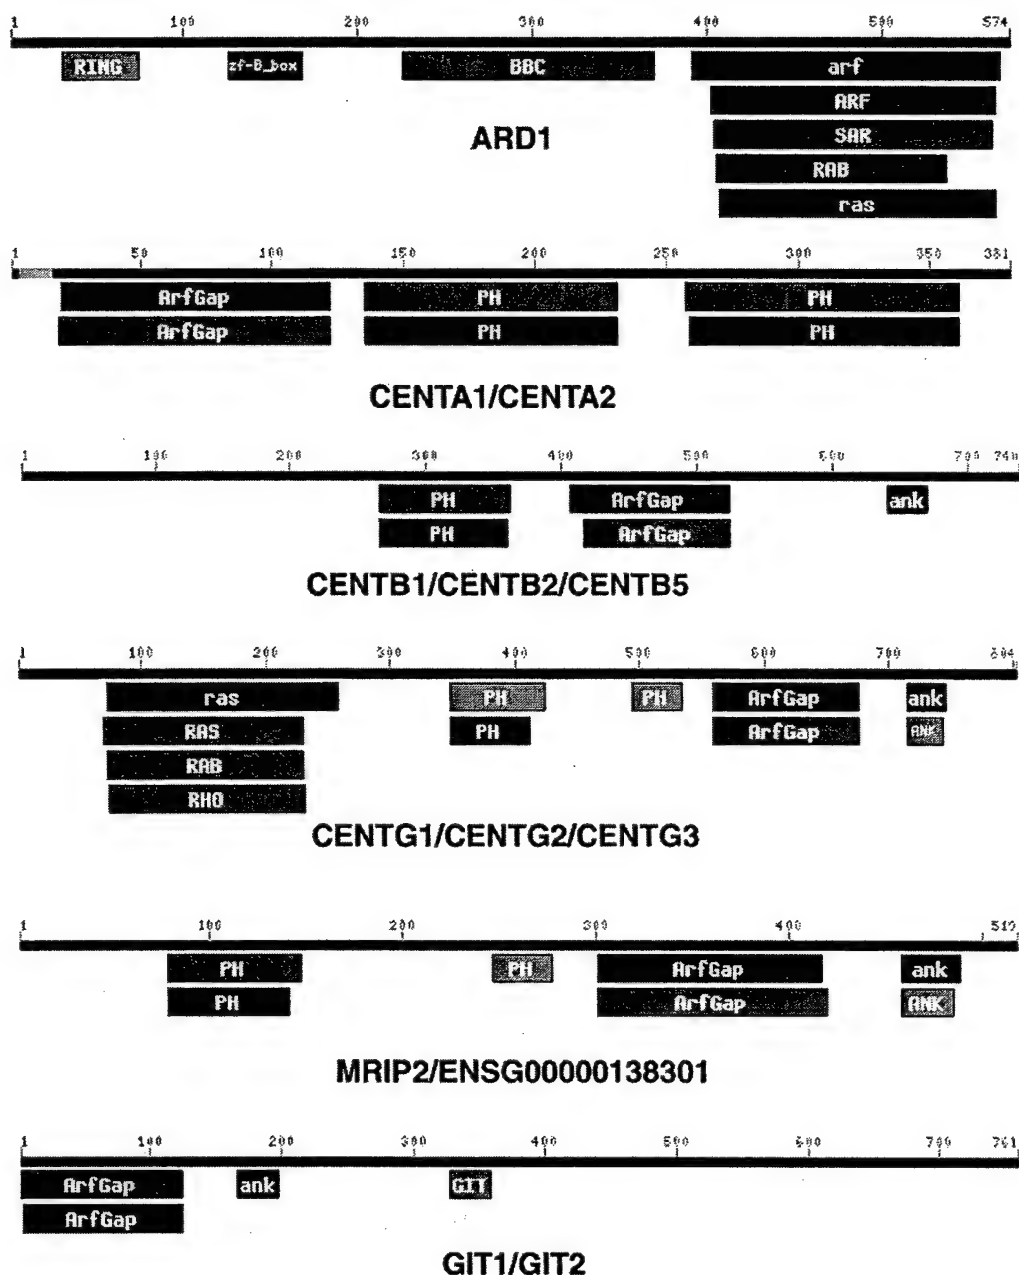 1 100 200 300 400 500 574
RING zf-B_box BBC arf
ARF
ARD1 SAR
RAB
ras
1 50 100 150 200 250 300 350 381
ArfGap PH PH
ArfGap PH PH
CENTA1/CENTA2
1 100 200 300 400 500 600 700 740
PH ArfGap ank
PH ArfGap
CENTB1/CENTB2/CENTB5
1 100 200 300 400 500 600 700 804
ras PH PH ArfGap ank
RAS PH ArfGap ANK
RAB
RHO
CENTG1/CENTG2/CENTG3
1 100 200 300 400 519
PH PH ArfGap ank
PH ArfGap ANK
MRIP2/ENSG00000138301
1 100 200 300 400 500 600 700 761
ArfGap ank GIT
ArfGap
GIT1/GIT2